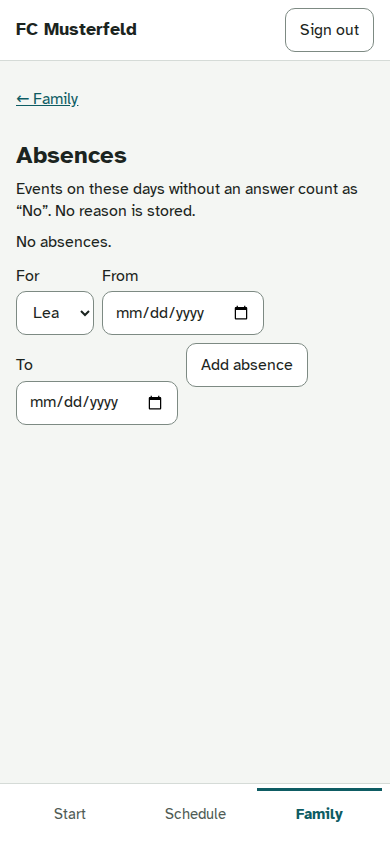 FC Musterfeld
Sign out
← Family
Absences
Events on these days without an answer count as
“No”. No reason is stored.
No absences.
For
From
Lea
mm/dd/yyyy
To
Add absence
mm/dd/yyyy
Start
Schedule
Family